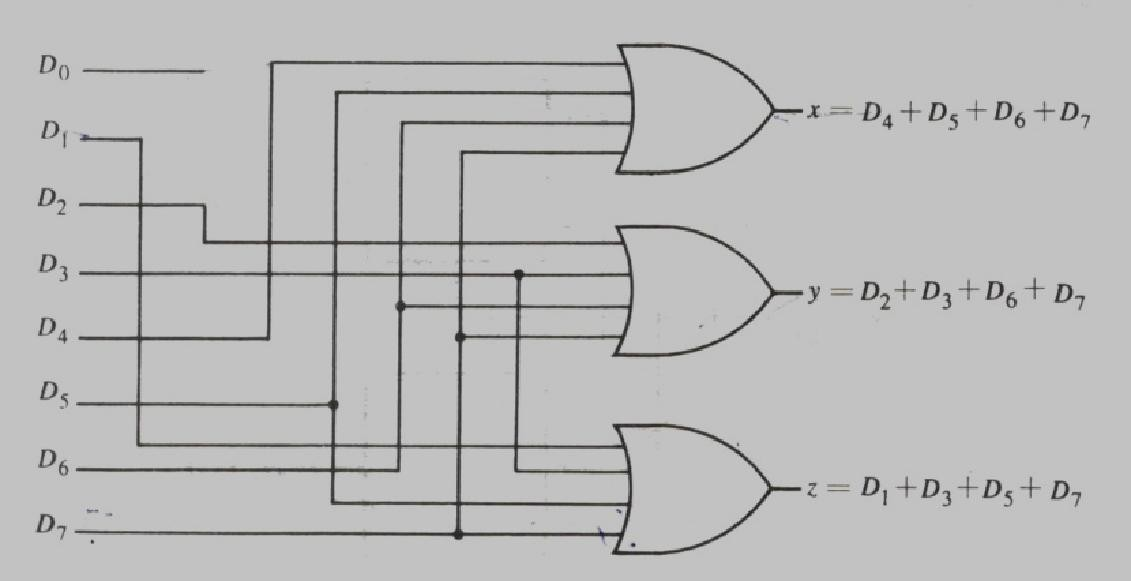 D₀
D₁
D₂
D₃
D₄
D₅
D₆
D₇
x = D₄ + D₅ + D₆ + D₇
y = D₂ + D₃ + D₆ + D₇
z = D₁ + D₃ + D₅ + D₇